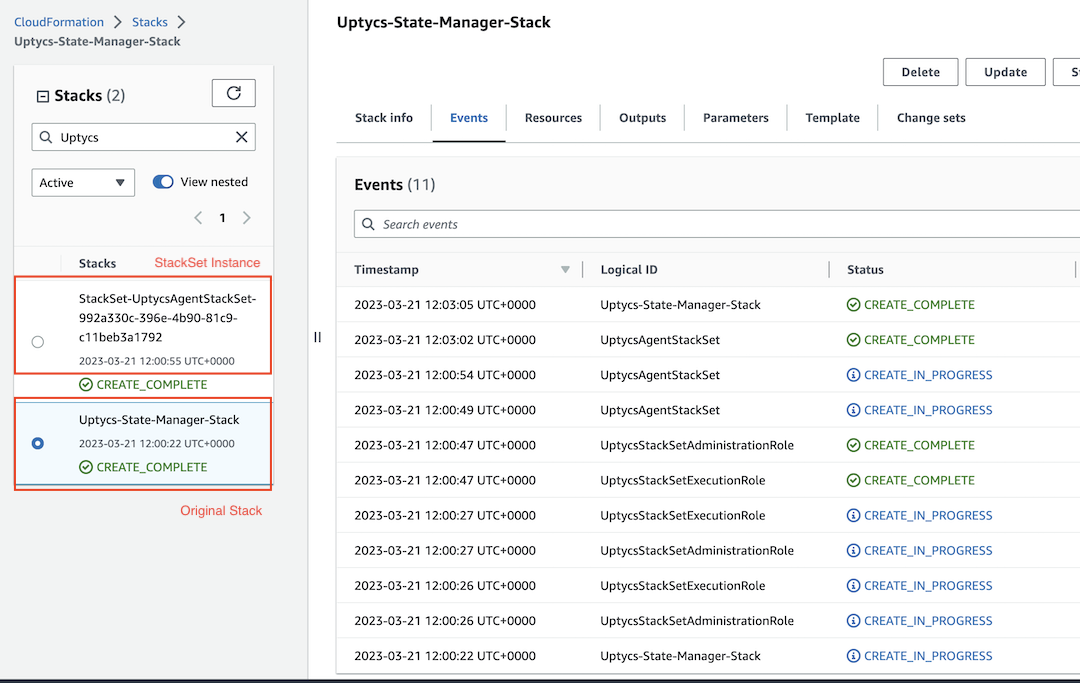 CloudFormation > Stacks >
Uptycs-State-Manager-Stack
Stacks (2)
Uptycs
Active
View nested
1
Stacks
StackSet Instance
StackSet-UptycsAgentStackSet-
992a330c-396e-4b90-81c9-
c11beb3a1792
2023-03-21 12:00:55 UTC+0000
CREATE_COMPLETE
Uptycs-State-Manager-Stack
2023-03-21 12:00:22 UTC+0000
CREATE_COMPLETE
Original Stack
Uptycs-State-Manager-Stack
Delete Update
Stack info Events Resources Outputs Parameters Template Change sets
Events (11)
Search events
Timestamp Logical ID Status
2023-03-21 12:03:05 UTC+0000 Uptycs-State-Manager-Stack CREATE_COMPLETE
2023-03-21 12:03:02 UTC+0000 UptycsAgentStackSet CREATE_COMPLETE
2023-03-21 12:00:54 UTC+0000 UptycsAgentStackSet CREATE_IN_PROGRESS
2023-03-21 12:00:49 UTC+0000 UptycsAgentStackSet CREATE_IN_PROGRESS
2023-03-21 12:00:47 UTC+0000 UptycsStackSetAdministrationRole CREATE_COMPLETE
2023-03-21 12:00:47 UTC+0000 UptycsStackSetExecutionRole CREATE_COMPLETE
2023-03-21 12:00:27 UTC+0000 UptycsStackSetExecutionRole CREATE_IN_PROGRESS
2023-03-21 12:00:27 UTC+0000 UptycsStackSetAdministrationRole CREATE_IN_PROGRESS
2023-03-21 12:00:26 UTC+0000 UptycsStackSetExecutionRole CREATE_IN_PROGRESS
2023-03-21 12:00:26 UTC+0000 UptycsStackSetAdministrationRole CREATE_IN_PROGRESS
2023-03-21 12:00:22 UTC+0000 Uptycs-State-Manager-Stack CREATE_IN_PROGRESS